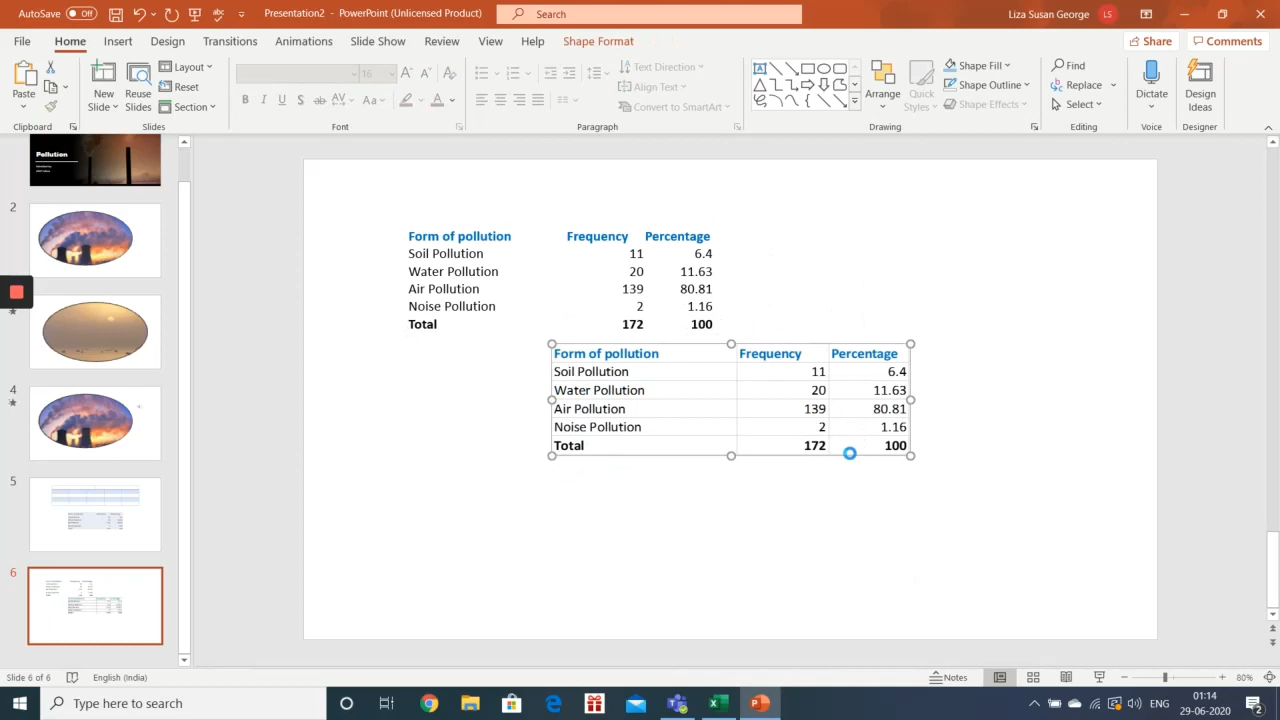 AutoSave Off Presentation2 - PowerPoint (Unlicensed Product) Search Liza Susan George LS
File Home Insert Design Transitions Animations Slide Show Review View Help Shape Format Share Comments
Paste
Clipboard
New Slide
Reuse Slides
Layout
Reset
Section
Slides
16
Font
Text Direction
Align Text
Convert to SmartArt
Paragraph
Arrange
Quick Styles
Shape Fill
Shape Outline
Shape Effects
Drawing
Find
Replace
Select
Editing
Dictate
Voice
Design Ideas
Designer
Pollution
2
4
5
6
Form of pollution Frequency Percentage
Soil Pollution 11 6.4
Water Pollution 20 11.63
Air Pollution 139 80.81
Noise Pollution 2 1.16
Total 172 100
Form of pollution Frequency Percentage
Soil Pollution 11 6.4
Water Pollution 20 11.63
Air Pollution 139 80.81
Noise Pollution 2 1.16
Total 172 100
Slide 6 of 6 English (India) Notes 80%
Type here to search ENG 01:14
29-06-2020 2